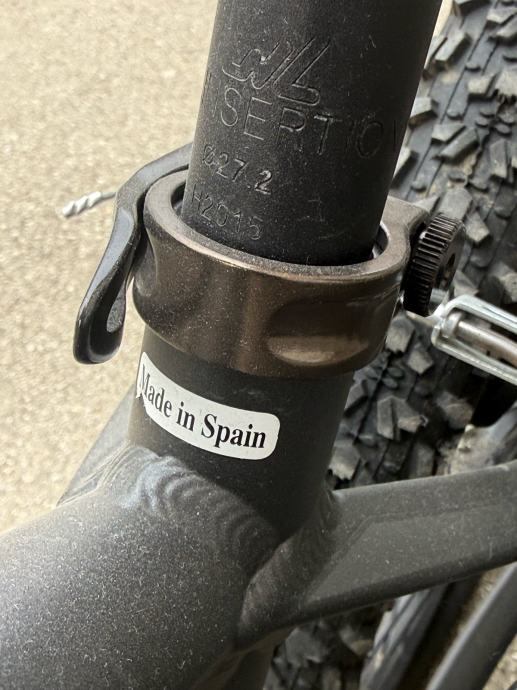 INSERTION
Ø27.2
H2015
Made in Spain